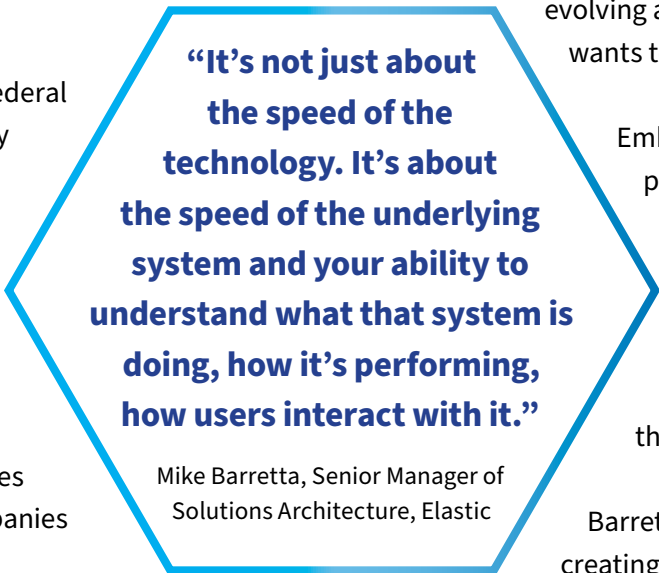 ederal
y
es
panies
“It’s not just about
the speed of the
technology. It’s about
the speed of the underlying
system and your ability to
understand what that system is
doing, how it’s performing,
how users interact with it.”
Mike Barretta, Senior Manager of
Solutions Architecture, Elastic
evolving a
wants t
Eml
p
th
Barret
creating